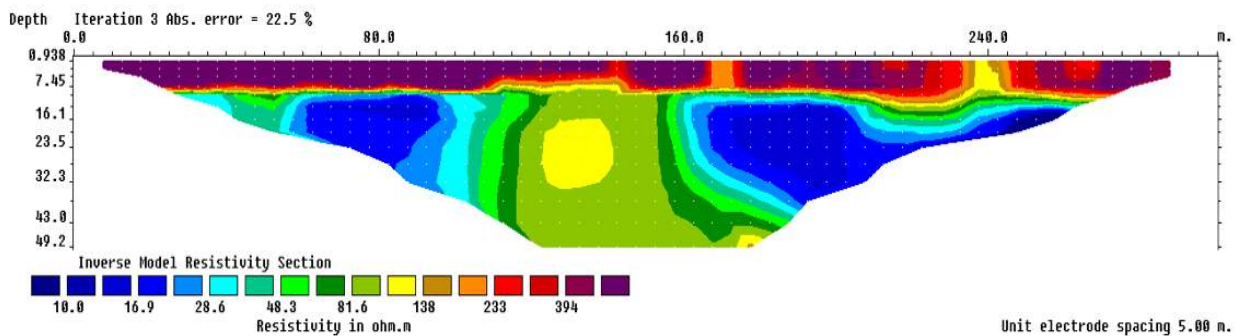 Depth Iteration 3 Abs. error = 22.5 %
0.0 80.0 160.0 240.0 m.
0.938
7.45
16.1
23.5
32.3
43.0
49.2
Inverse Model Resistivity Section
10.0 16.9 28.6 48.3 81.6 138 233 394
Resistivity in ohm.m
Unit electrode spacing 5.00 m.